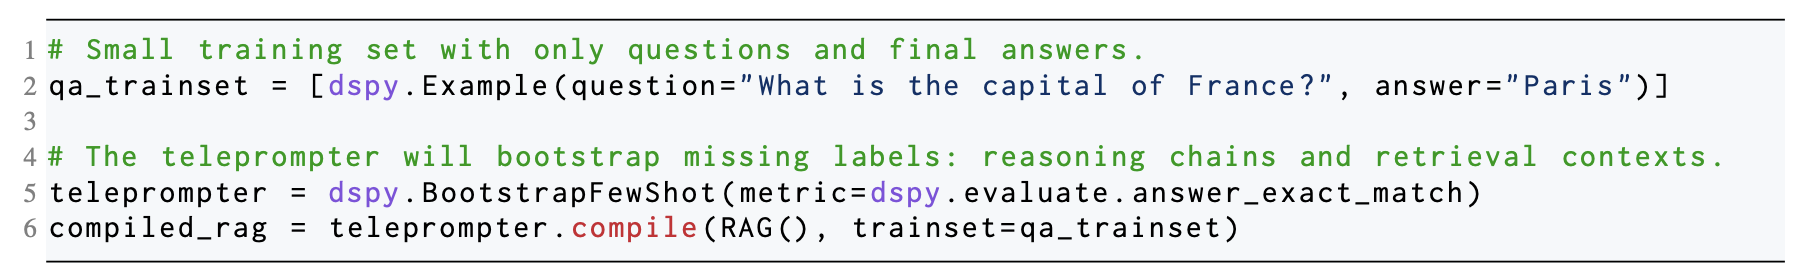 1 # Small training set with only questions and final answers.
2 qa_trainset = [dspy.Example(question="What is the capital of France?", answer="Paris")]
3
4 # The teleprompter will bootstrap missing labels: reasoning chains and retrieval contexts.
5 teleprompter = dspy.BootstrapFewShot(metric=dspy.evaluate.answer_exact_match)
6 compiled_rag = teleprompter.compile(RAG(), trainset=qa_trainset)